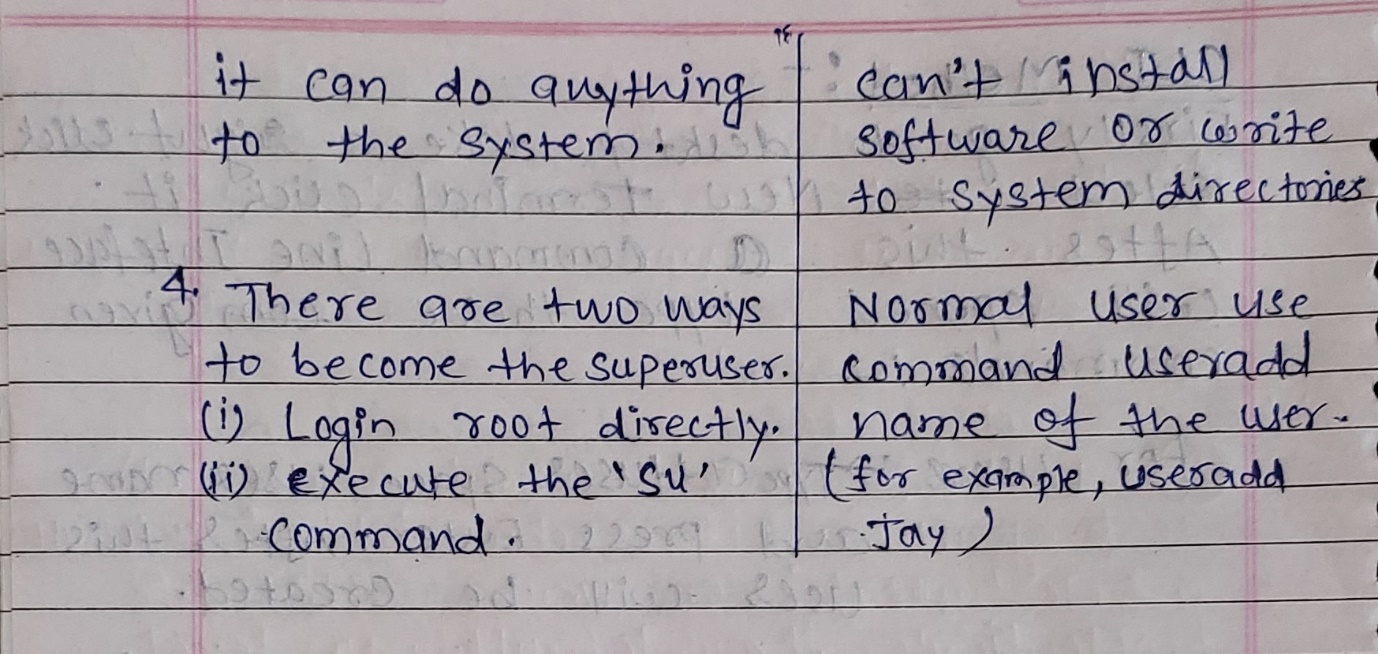 it can do anything
to the system.
4. There are two ways
to become the superuser.
(i) Login root directly.
(ii) execute the 'su'
command.
can't install
software or write
to system directories
Normal user use
command useradd
name of the user.
(for example, useradd
Jay)